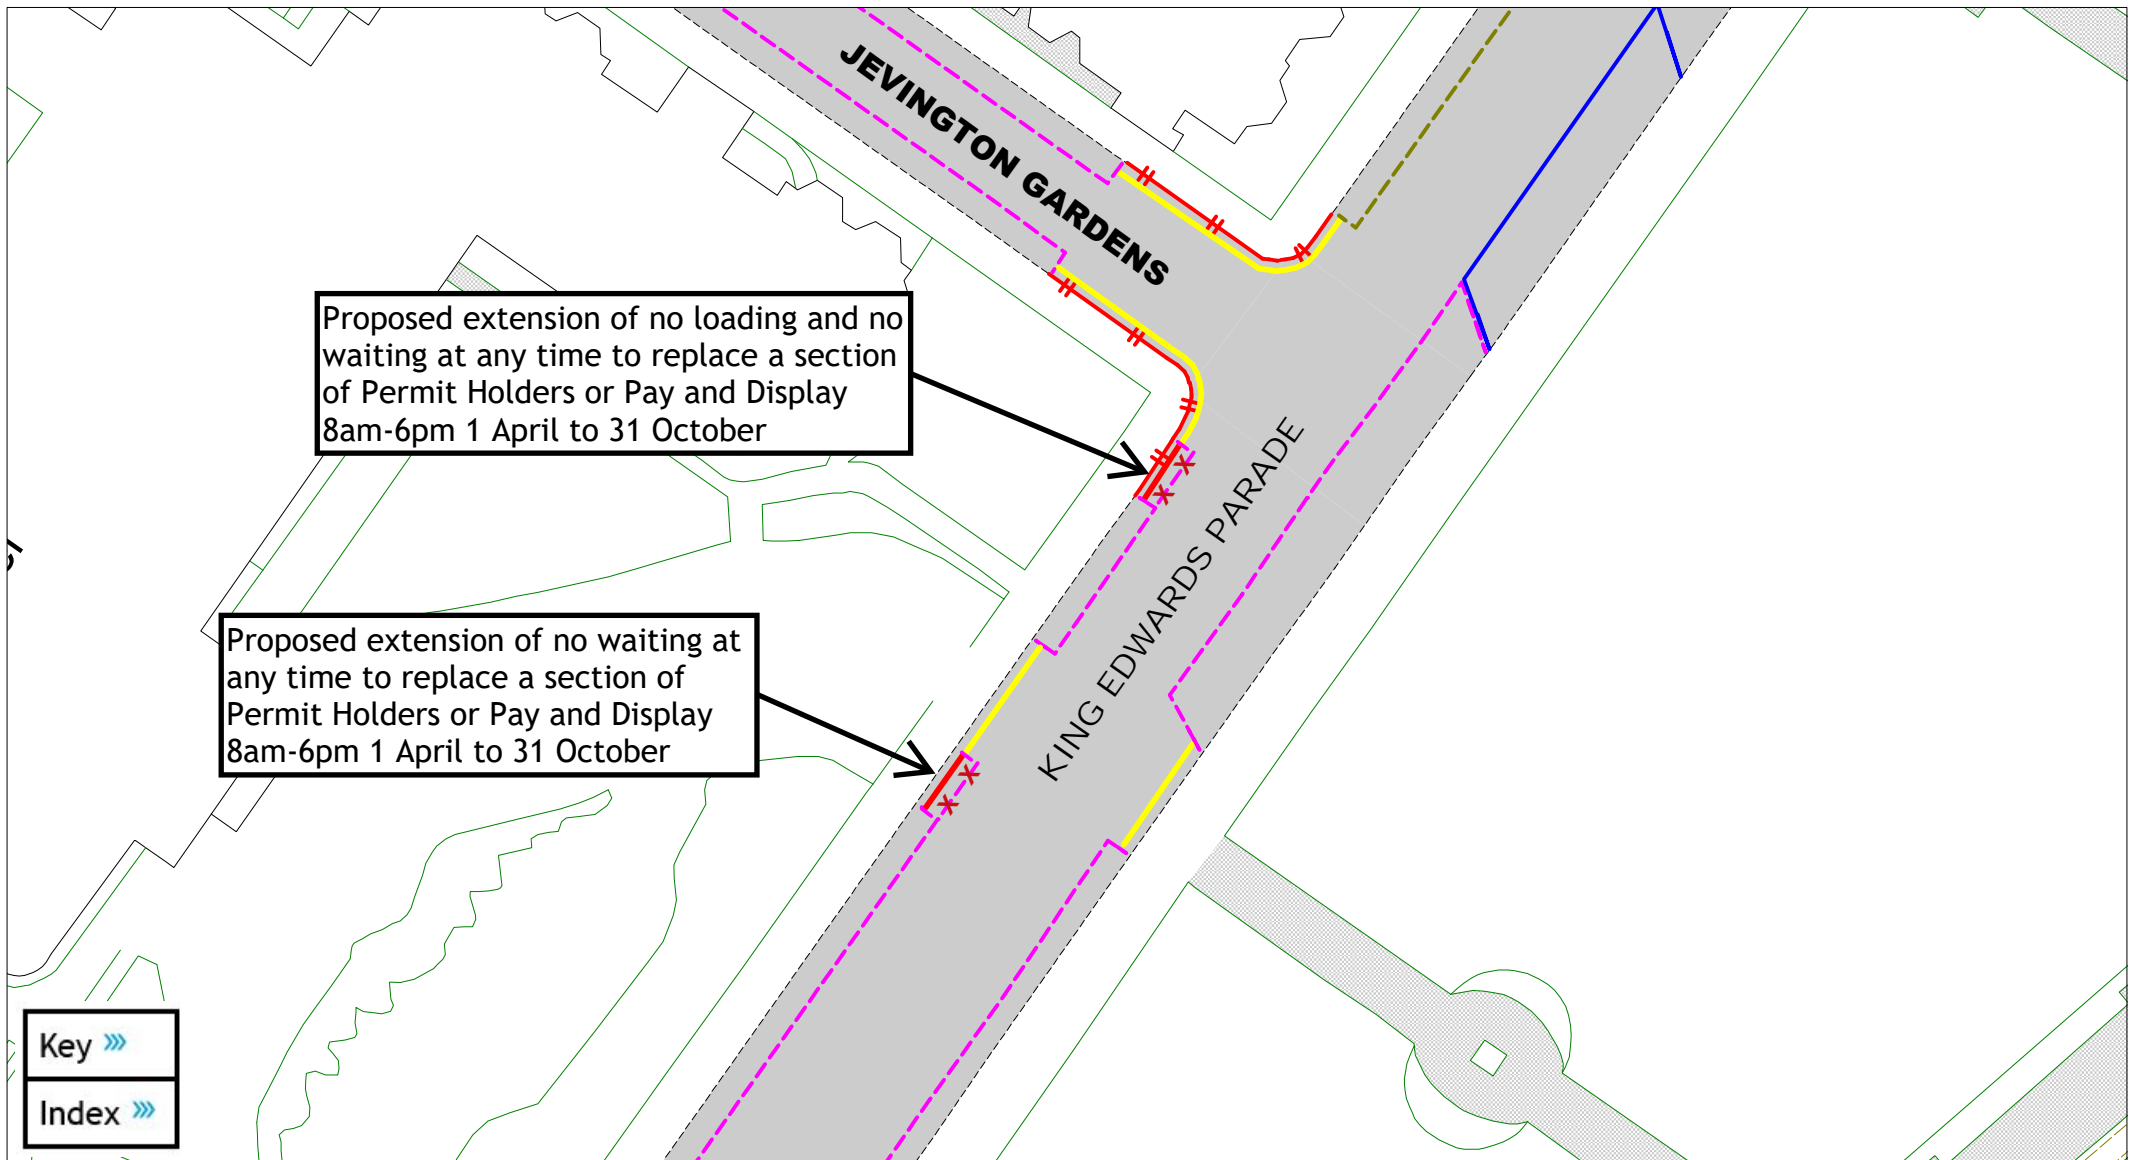 JEVINGTON GARDENS
Proposed extension of no loading and no
waiting at any time to replace a section
of Permit Holders or Pay and Display
8am-6pm 1 April to 31 October
KING EDWARDS PARADE
Proposed extension of no waiting at
any time to replace a section of
Permit Holders or Pay and Display
8am-6pm 1 April to 31 October
Key »»
Index »»